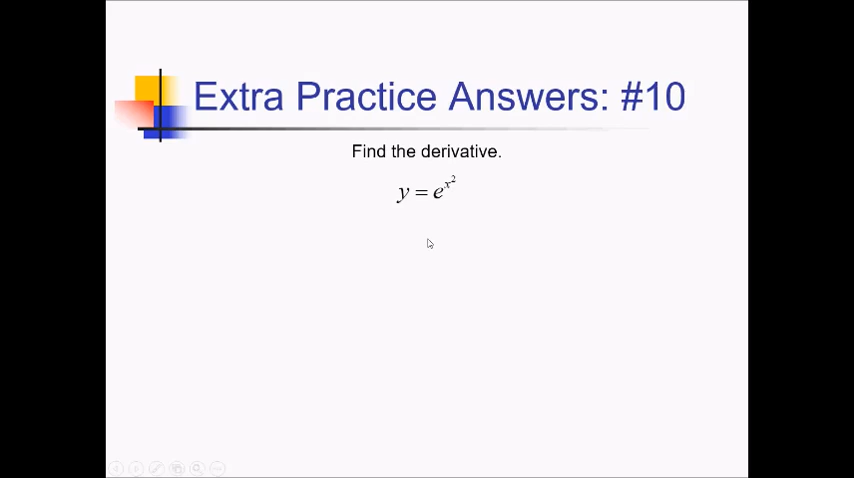 Extra Practice Answers: #10
Find the derivative.
y = e^{x^2}